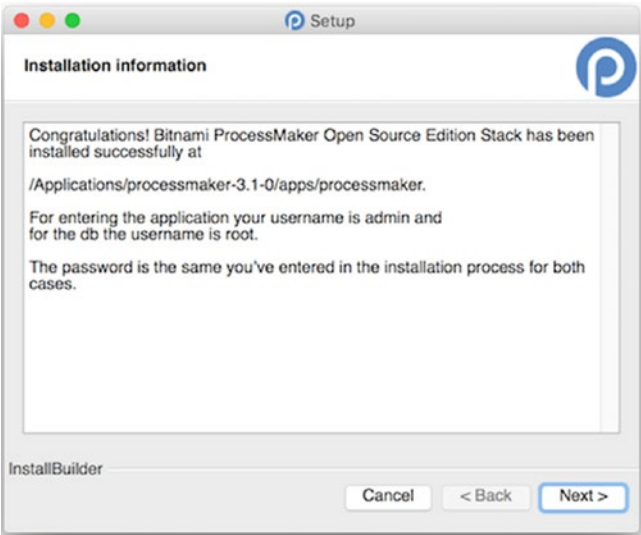 Setup
Installation information
Congratulations! Bitnami ProcessMaker Open Source Edition Stack has been
installed successfully at
/Applications/processmaker-3.1-0/apps/processmaker.
For entering the application your username is admin and
for the db the username is root.
The password is the same you've entered in the installation process for both
cases.
InstallBuilder
Cancel
< Back
Next >